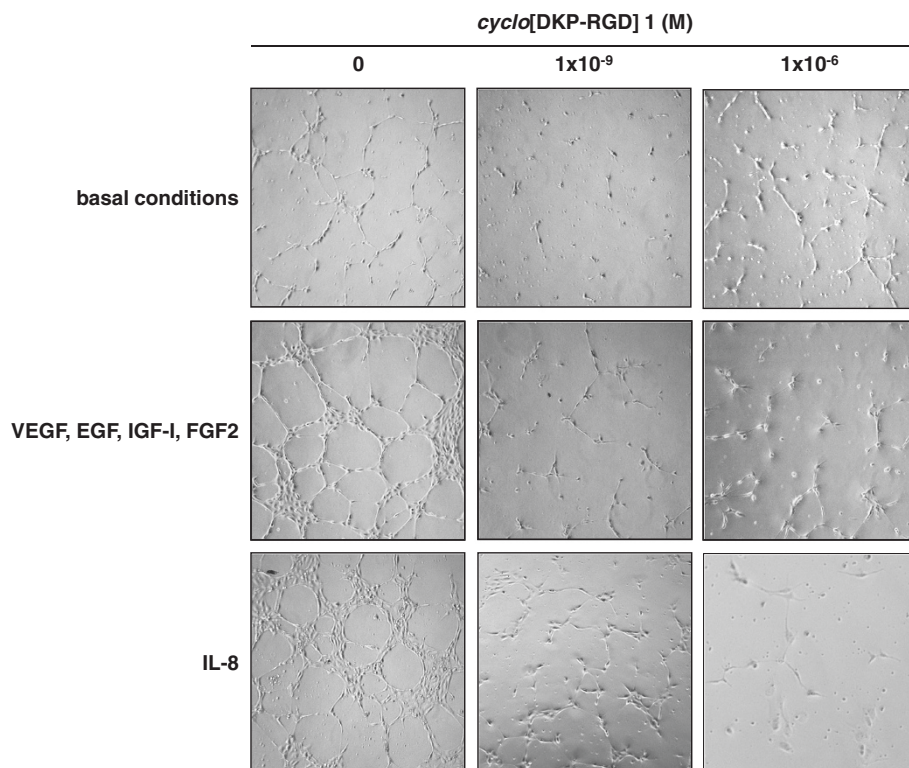 cyclo[DKP-RGD] 1 (M)
0 1x10⁻⁹ 1x10⁻⁶
basal conditions
VEGF, EGF, IGF-I, FGF2
IL-8